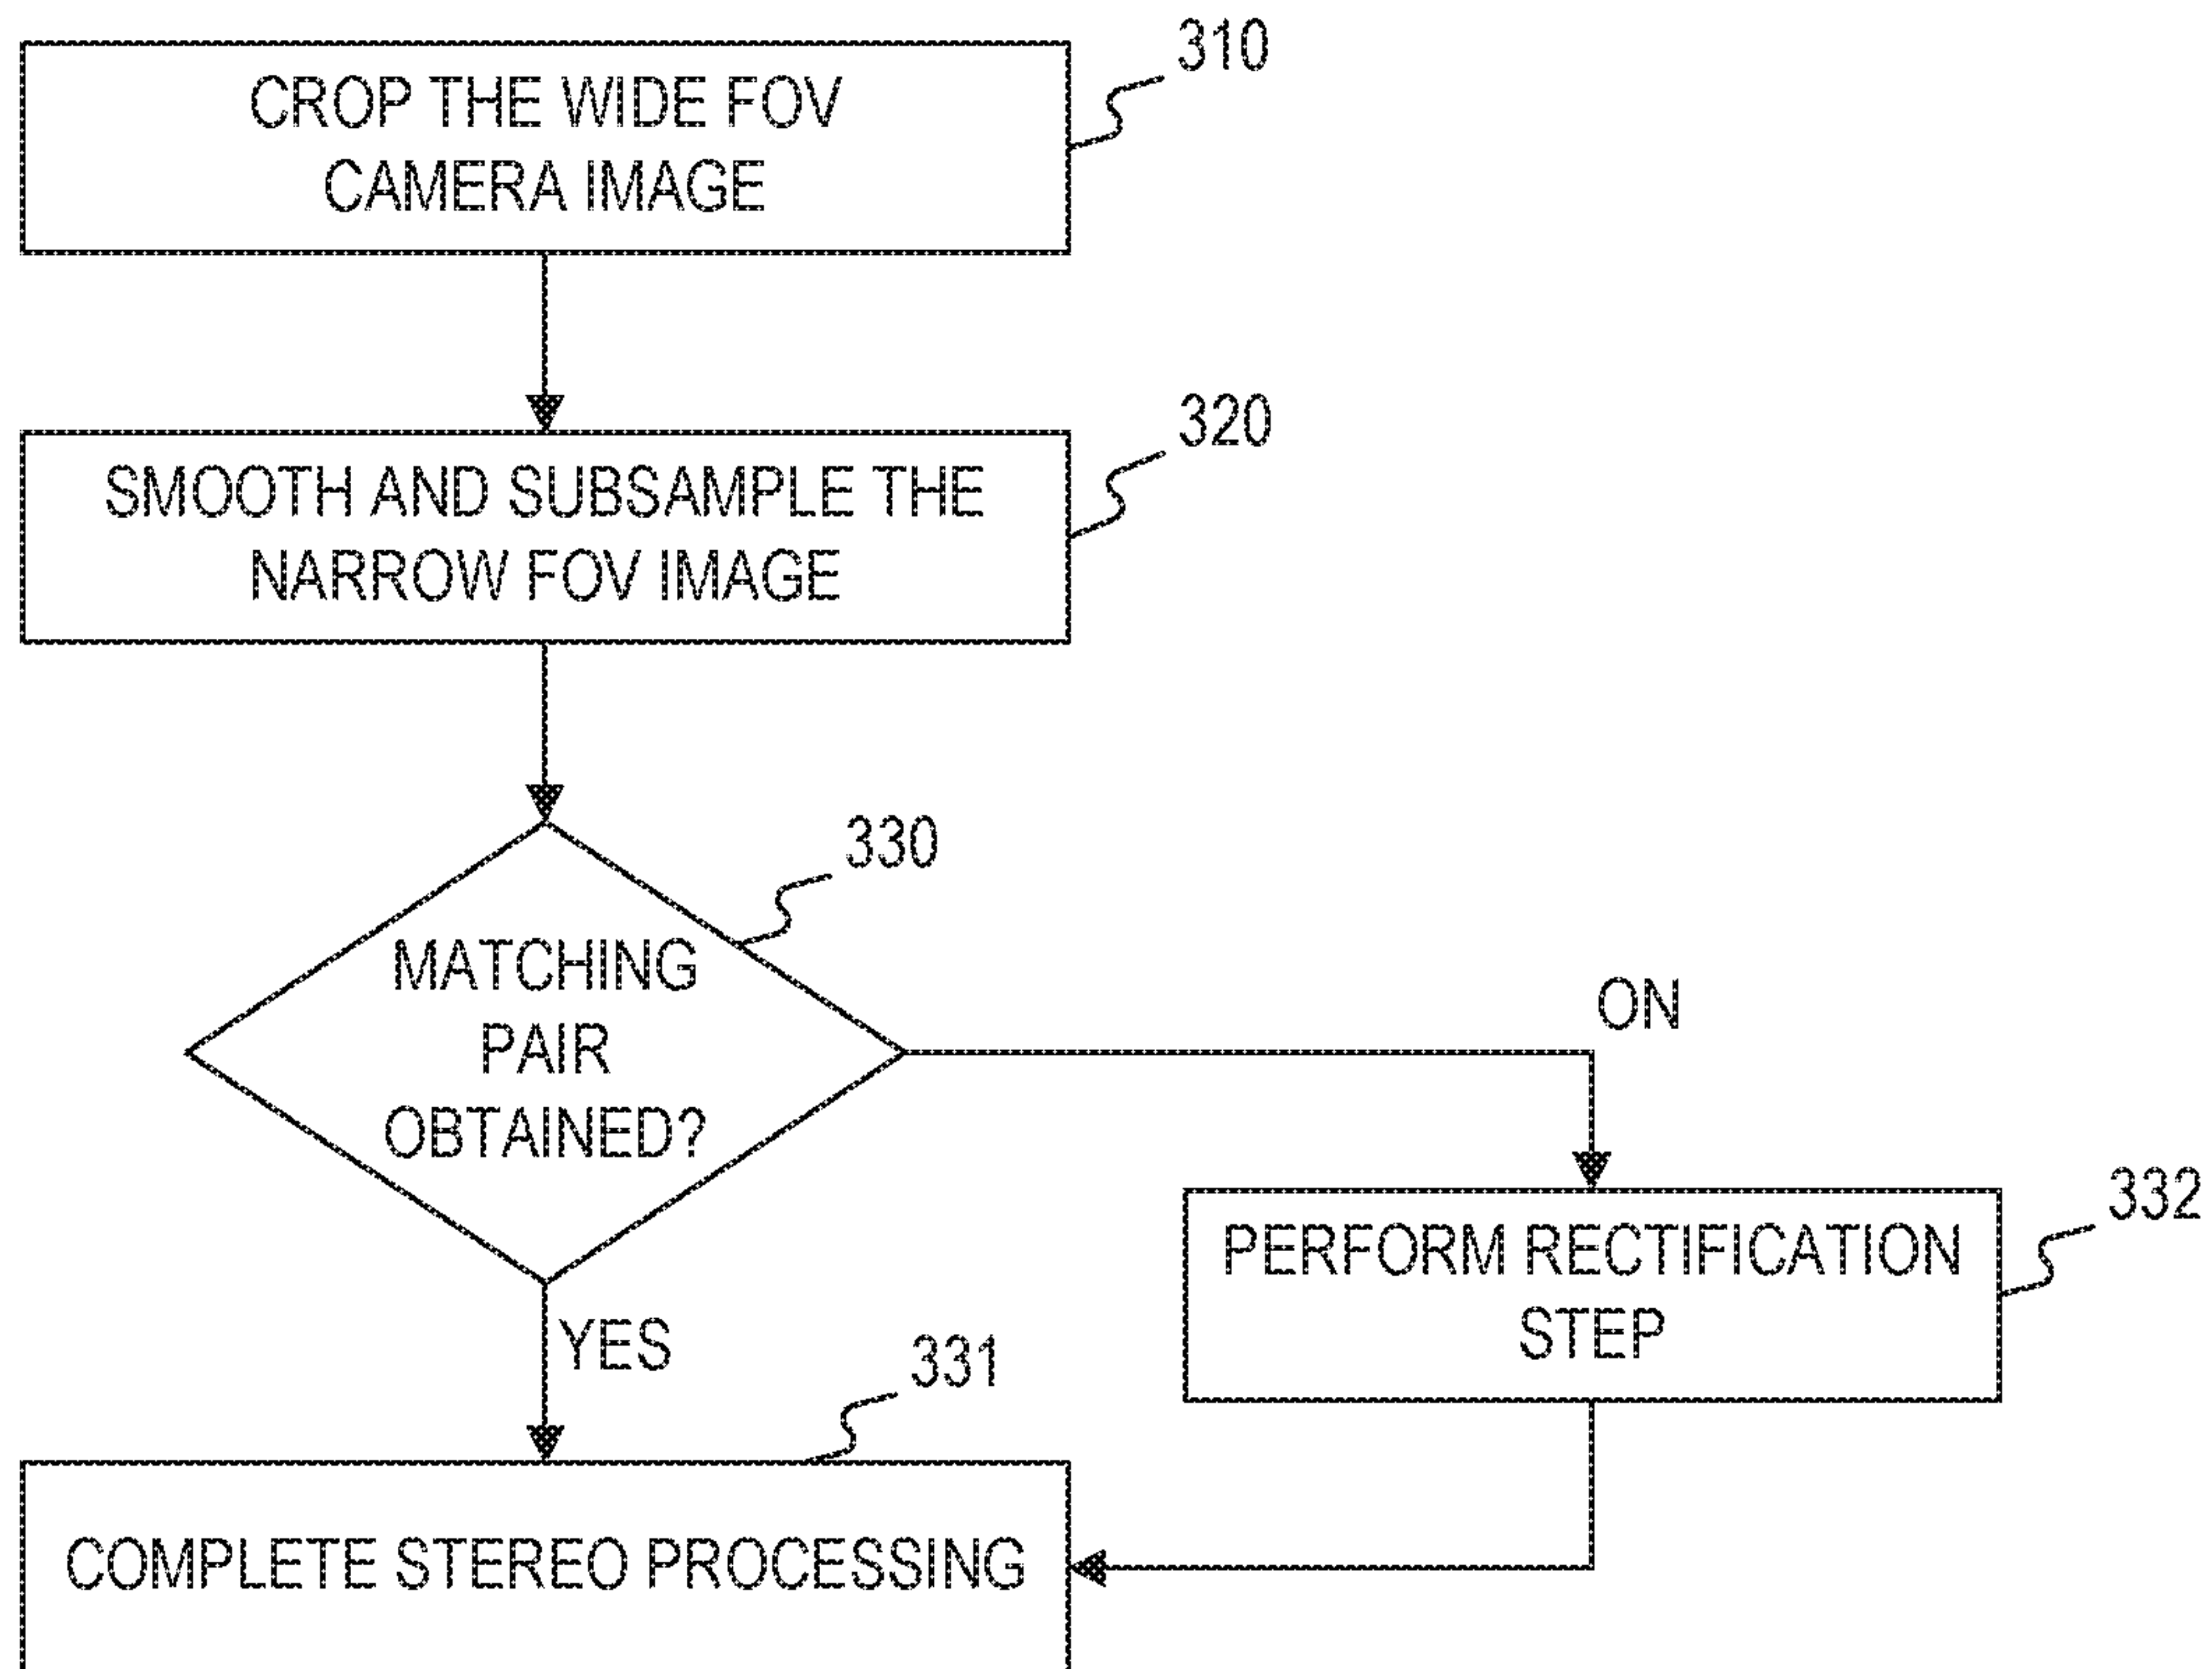 310
CROP THE WIDE FOV
CAMERA IMAGE
320
SMOOTH AND SUBSAMPLE THE
NARROW FOV IMAGE
330
MATCHING
PAIR
OBTAINED?
ON
332
PERFORM RECTIFICATION
STEP
YES
331
COMPLETE STEREO PROCESSING